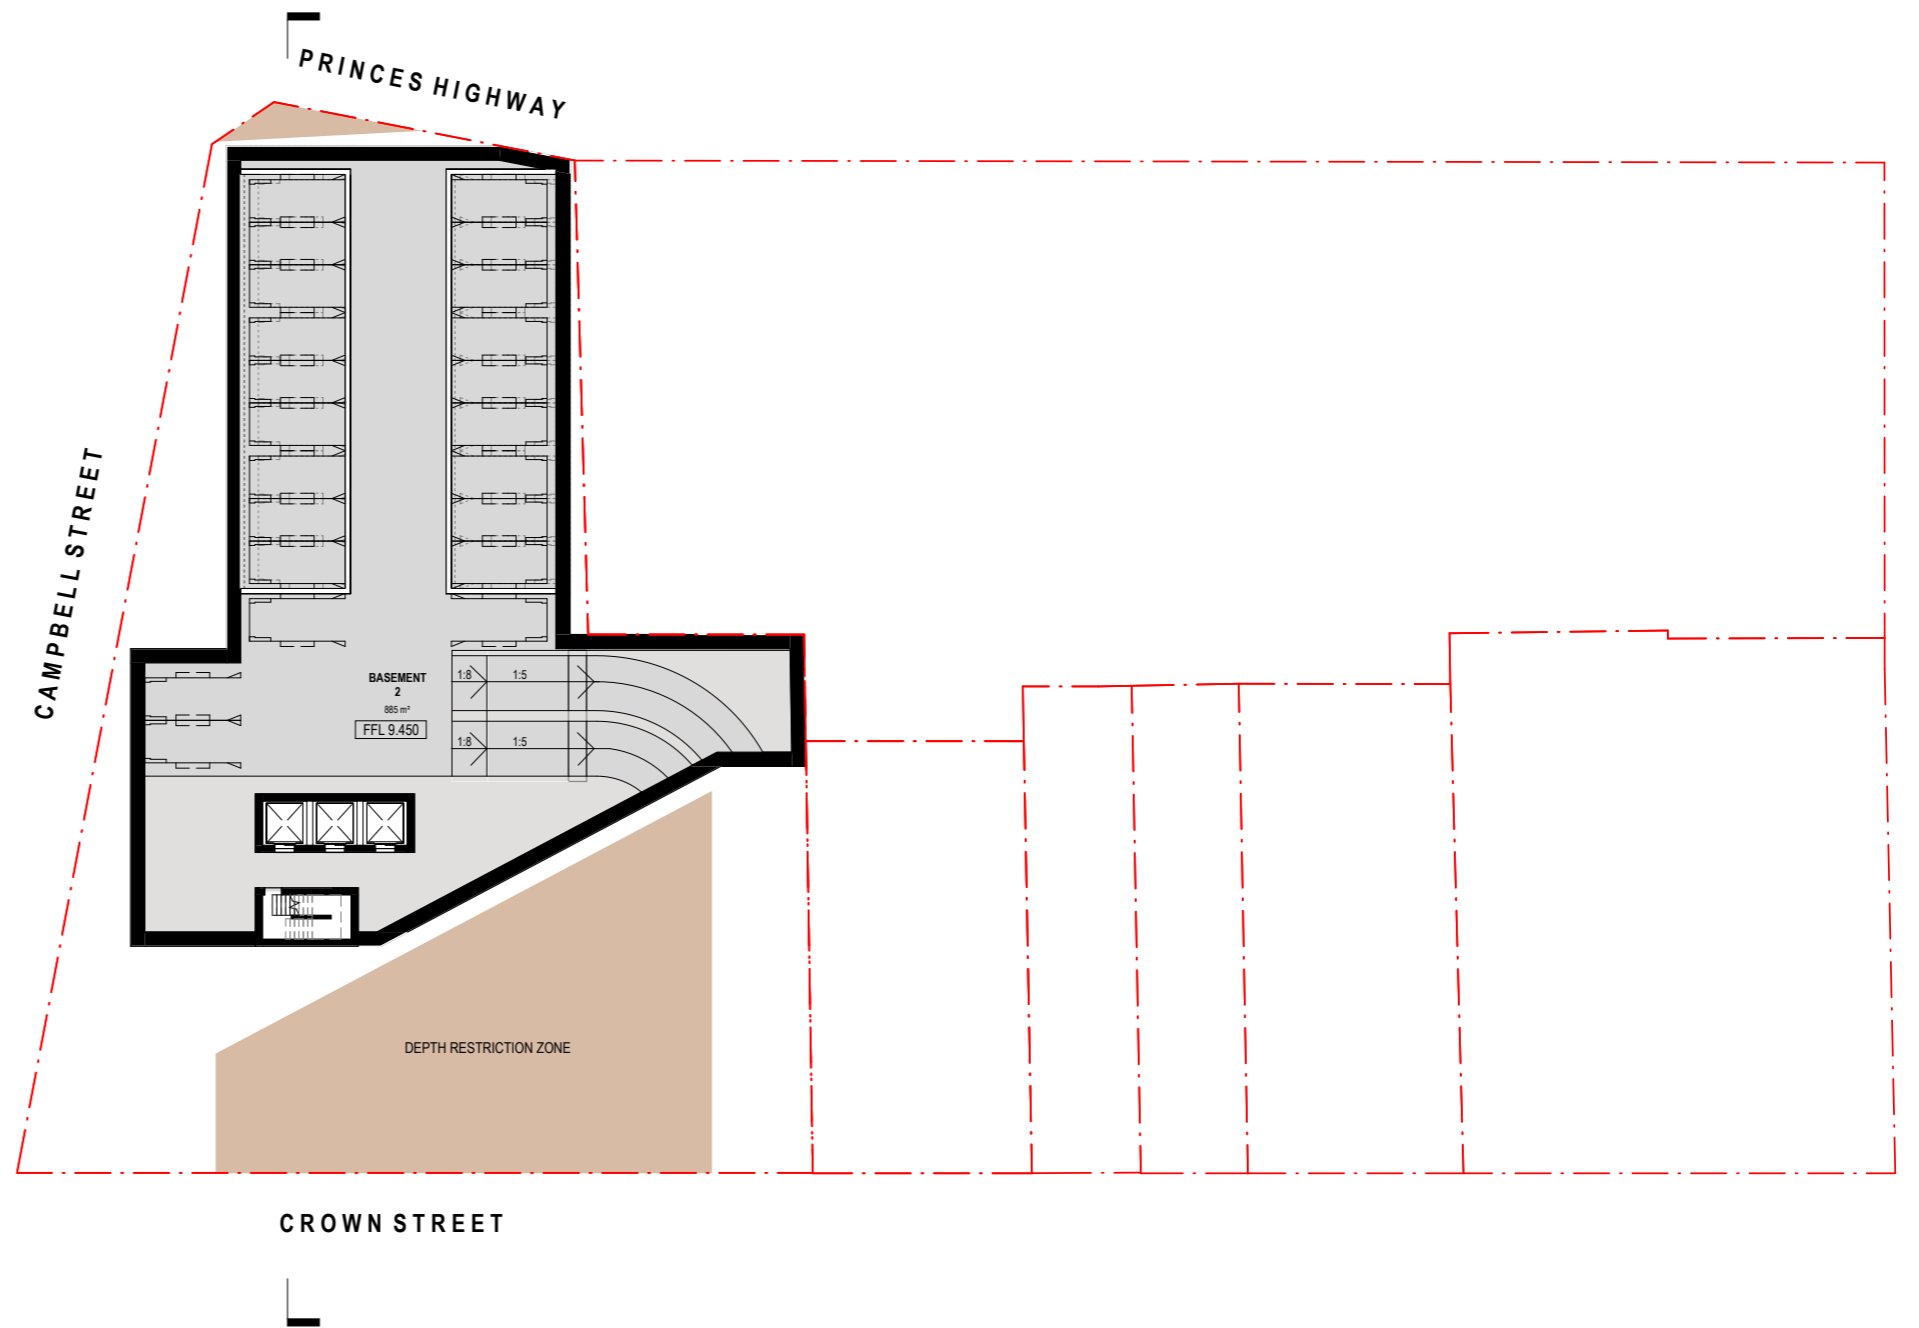 PRINCES HIGHWAY
CAMPBELL STREET
BASEMENT
2
885 m²
FFL 9.450
1:8
1:5
1:8
1:5
DEPTH RESTRICTION ZONE
CROWN STREET